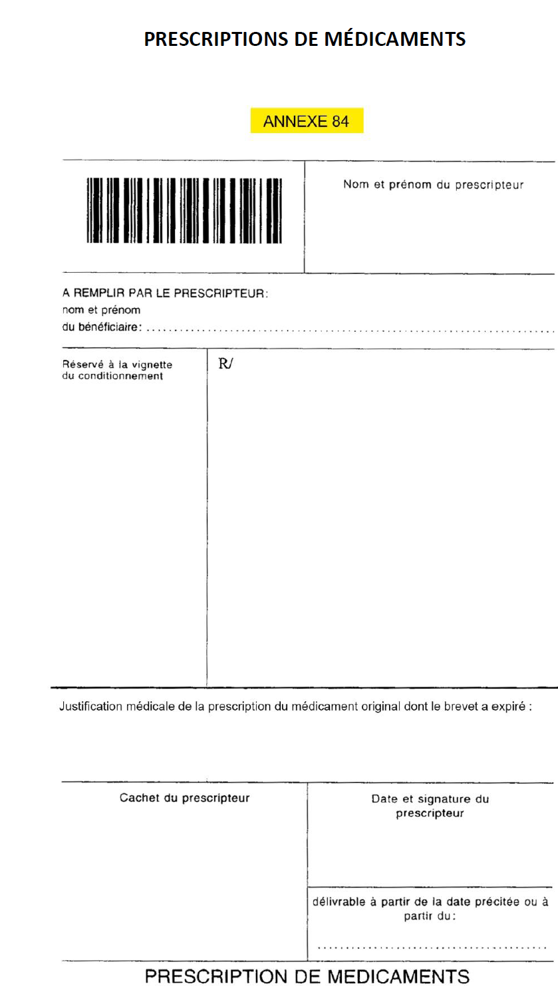 PRESCRIPTIONS DE MÉDICAMENTS
ANNEXE 84
Nom et prénom du prescripteur
A REMPLIR PAR LE PRESCRIPTEUR:
nom et prénom
du bénéficiaire: ................................................................
Réservé à la vignette
du conditionnement
R/
Justification médicale de la prescription du médicament original dont le brevet a expiré :
Cachet du prescripteur
Date et signature du
prescripteur
délivrable à partir de la date précitée ou à
partir du:
........................................
PRESCRIPTION DE MEDICAMENTS